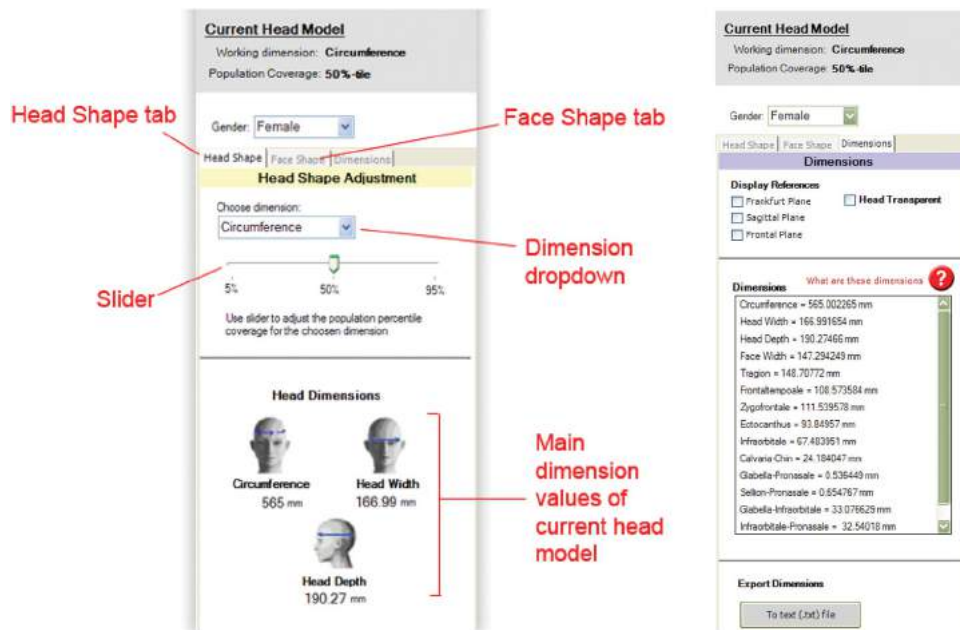 Current Head Model
Working dimension: Circumference
Population Coverage: 50%-tile
Head Shape tab
Face Shape tab
Gender: Female
Head Shape Face Shape Dimensions
Head Shape Adjustment
Choose dimension:
Circumference
Dimension
dropdown
Slider
5% 50% 95%
Use slider to adjust the population percentile
coverage for the choosen dimension
Head Dimensions
Circumference
565 mm
Head Width
166.99 mm
Head Depth
190.27 mm
Main
dimension
values of
current head
model
Current Head Model
Working dimension: Circumference
Population Coverage: 50%-tile
Gender: Female
Head Shape Face Shape Dimensions
Dimensions
Display References
Frankfurt Plane
Head Transparent
Sagittal Plane
Frontal Plane
Dimensions
What are these dimensions ?
Circumference = 565.002265 mm
Head Width = 166.991654 mm
Head Depth = 190.27466 mm
Face Width = 147.294249 mm
Tragion = 148.70772 mm
Frontaltempoale = 108.573584 mm
Zygofrontale = 111.539578 mm
Ectocanthus = 93.84957 mm
Infraorbitale = 67.483951 mm
Calvaria-Chin = 24.184047 mm
Glabella-Pronasale = 0.536449 mm
Sellion-Pronasale = 0.654767 mm
Glabella-Infraorbitale = 33.076629 mm
Infraorbitale-Pronasale = 32.54018 mm
Export Dimensions
To text (.txt) file